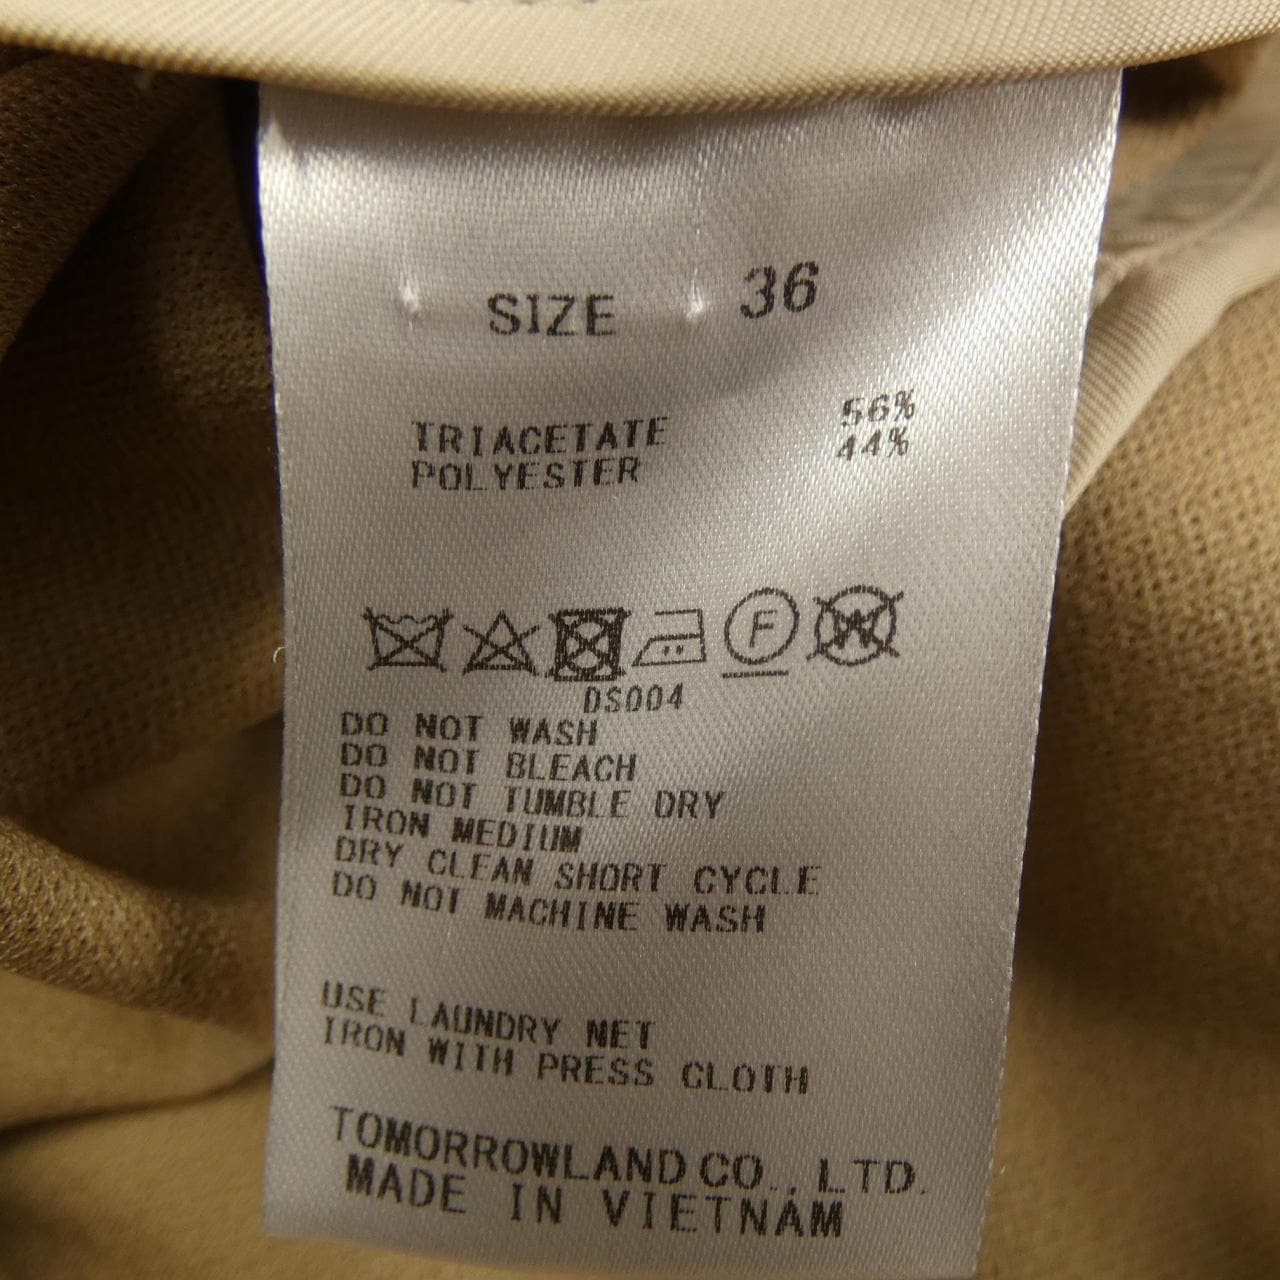 SIZE 36
TRIACETATE 56%
POLYESTER 44%
F W
DS004
DO NOT WASH
DO NOT BLEACH
DO NOT TUMBLE DRY
IRON MEDIUM
DRY CLEAN SHORT CYCLE
DO NOT MACHINE WASH
USE LAUNDRY NET
IRON WITH PRESS CLOTH
TOMORROWLAND CO., LTD.
MADE IN VIETNAM